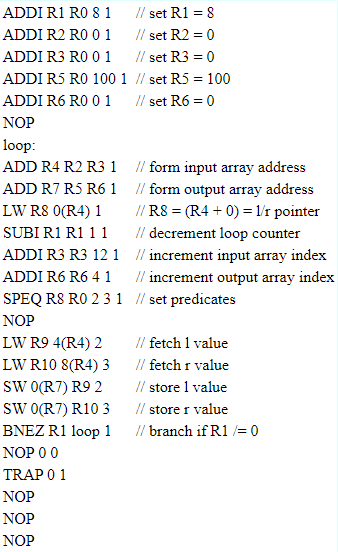 ADDI R1 R0 8 1 // set R1 = 8
ADDI R2 R0 0 1 // set R2 = 0
ADDI R3 R0 0 1 // set R3 = 0
ADDI R5 R0 100 1 // set R5 = 100
ADDI R6 R0 0 1 // set R6 = 0
NOP
loop:
ADD R4 R2 R3 1 // form input array address
ADD R7 R5 R6 1 // form output array address
LW R8 0(R4) 1 // R8 = (R4 + 0) = l/r pointer
SUBI R1 R1 1 1 // decrement loop counter
ADDI R3 R3 12 1 // increment input array index
ADDI R6 R6 4 1 // increment output array index
SPEQ R8 R0 2 3 1 // set predicates
NOP
LW R9 4(R4) 2 // fetch l value
LW R10 8(R4) 3 // fetch r value
SW 0(R7) R9 2 // store l value
SW 0(R7) R10 3 // store r value
BNEZ R1 loop 1 // branch if R1 /= 0
NOP 0 0
TRAP 0 1
NOP
NOP
NOP